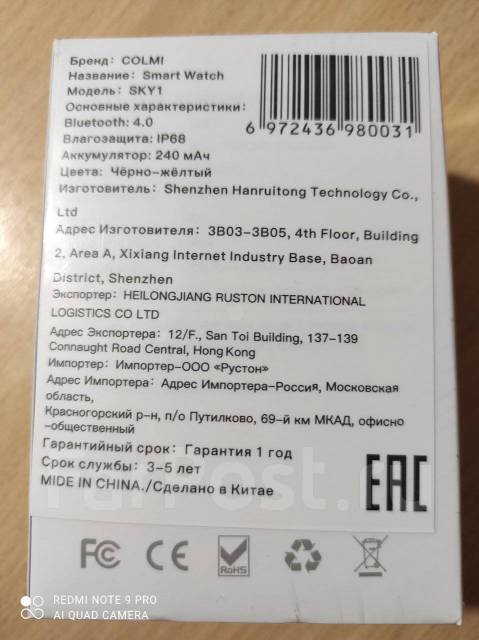 Бренд: COLMI
Название: Smart Watch
Модель: SKY1
Основные характеристики:
Bluetooth: 4.0
Влагозащита: IP68
Аккумулятор: 240 мАч
Цвета: Чёрно-жёлтый
6 972436 980031
Изготовитель: Shenzhen Hanruitong Technology Co.,
Ltd
Адрес Изготовителя: 3B03-3B05, 4th Floor, Building
2, Area A, Xixiang Internet Industry Base, Baoan
District, Shenzhen
Экспортер: HEILONGJIANG RUSTON INTERNATIONAL
LOGISTICS CO LTD
Адрес Экспортера: 12/F., San Toi Building, 137-139
Connaught Road Central, Hong Kong
Импортер: Импортер-ООО «Рустон»
Адрес Импортера: Адрес Импортера-Россия, Московская
область,
Красногорский р-н, п/о Путилково, 69-й км МКАД, офисно
-общественный
Гарантийный срок: Гарантия 1 год
Срок службы: 3-5 лет
MIDE IN CHINA./Сделано в Китае
EAC
FC CE RoHS
REDMI NOTE 9 PRO
AI QUAD CAMERA